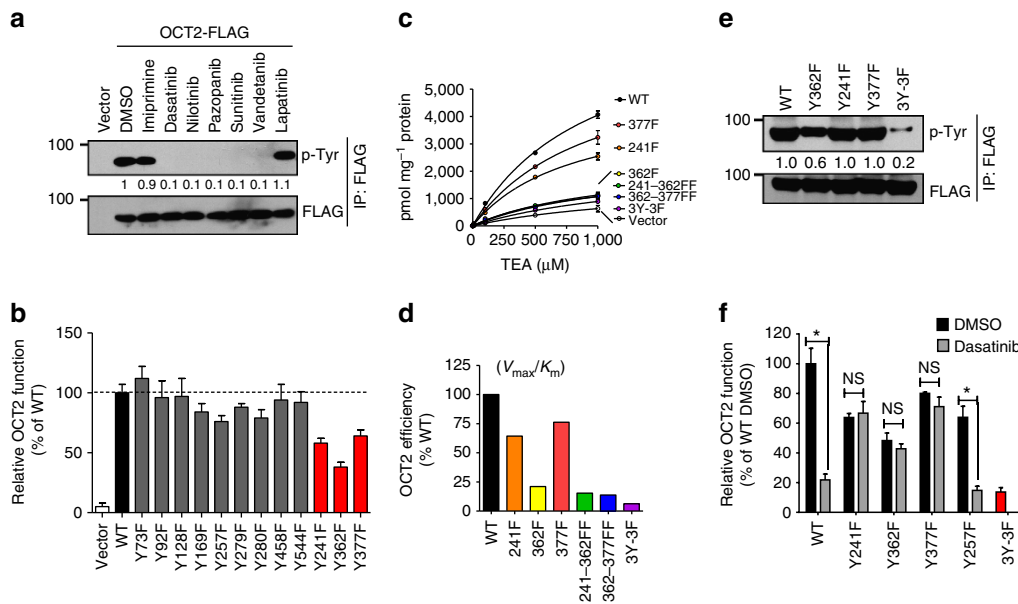 a
OCT2-FLAG
Vector
DMSO
Imiprimine
Dasatinib
Nilotinib
Pazopanib
Sunitinib
Vandetanib
Lapatinib
100
p-Tyr
1 0.9 0.1 0.1 0.1 0.1 0.1 1.1
100
FLAG
IP: FLAG
b
Relative OCT2 function
(% of WT)
150
100
50
0
Vector
WT
Y73F
Y92F
Y128F
Y169F
Y257F
Y279F
Y280F
Y458F
Y544F
Y241F
Y362F
Y377F
c
pmol mg⁻¹ protein
5,000
4,000
3,000
2,000
1,000
0
0 250 500 750 1,000
TEA (μM)
WT
377F
241F
362F
241–362FF
362–377FF
3Y-3F
Vector
d
(Vmax/Km)
OCT2 efficiency
(% WT)
125
100
75
50
25
0
WT
241F
362F
377F
241–362FF
362–377F
3Y-3F
e
WT
Y362F
Y241F
Y377F
3Y-3F
100
p-Tyr
1.0 0.6 1.0 1.0 0.2
100
FLAG
IP: FLAG
f
DMSO
Dasatinib
Relative OCT2 function
(% of WT DMSO)
120
100
80
60
40
20
0
*
NS
NS
NS
*
WT
Y241F
Y362F
Y377F
Y257F
3Y-3F